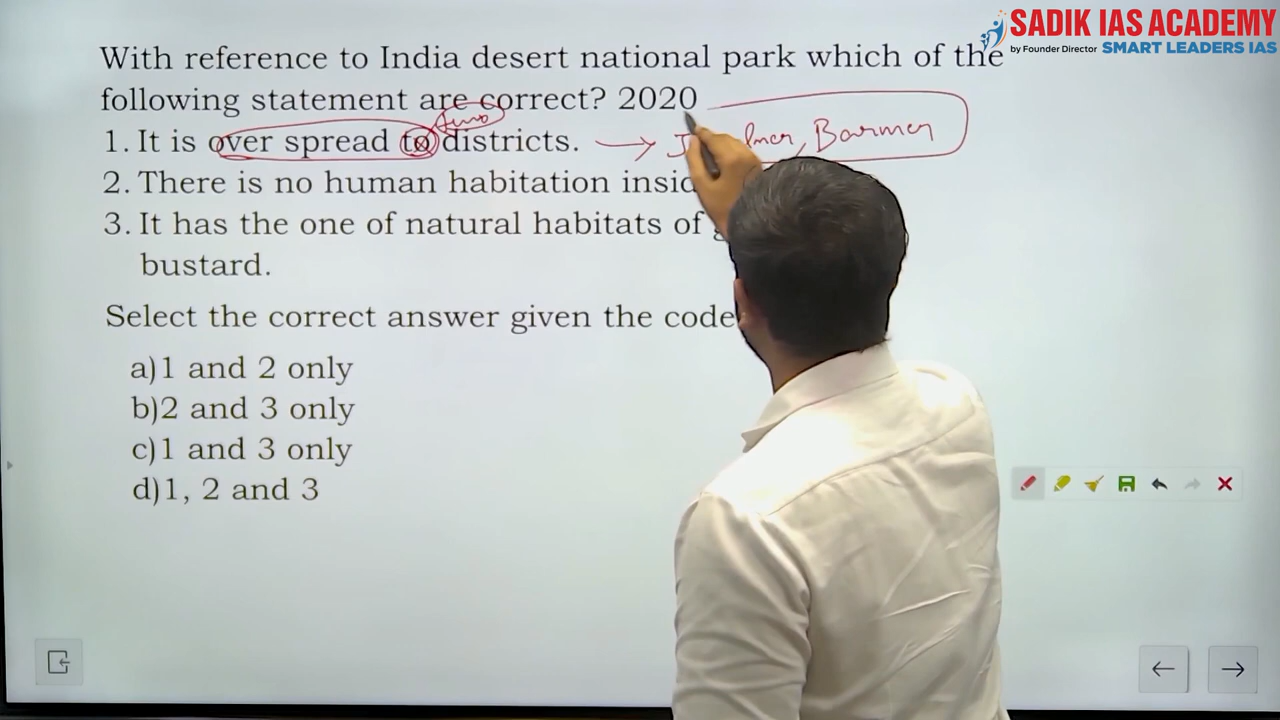 SADIK IAS ACADEMY
by Founder Director SMART LEADERS IAS
With reference to India desert national park which of the
following statement are correct? 2020
two
1. It is over spread to districts. → Barmer
2. There is no human habitation
3. It has the one of natural habitats of
bustard.
Select the correct answer given the code
a)1 and 2 only
b)2 and 3 only
c)1 and 3 only
d)1, 2 and 3